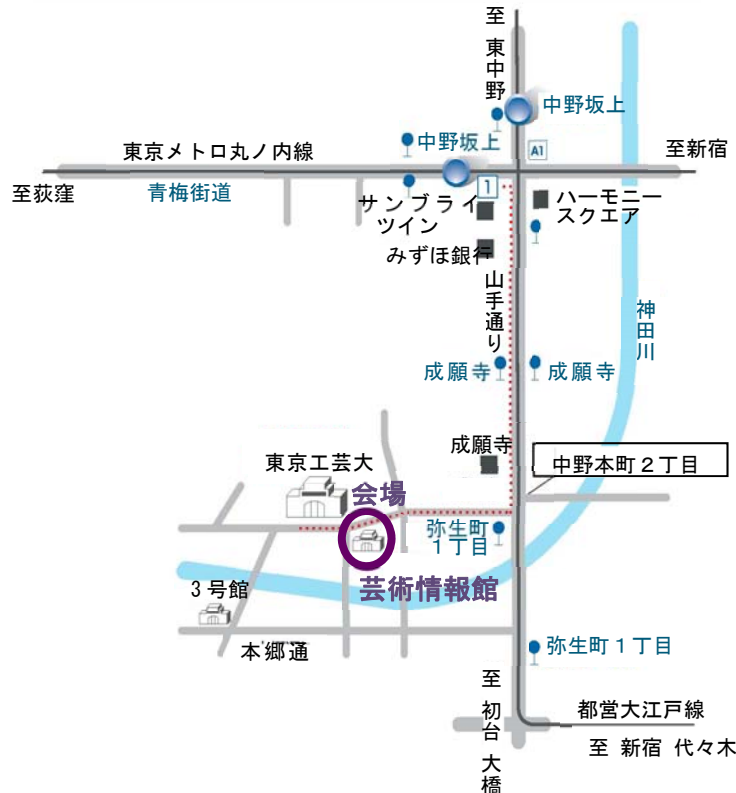 至 東中野
中野坂上
中野坂上
A1
東京メトロ丸ノ内線
至新宿
至荻窪
青梅街道
1
サンブライ
ツイン
ハーモニー
スクエア
みずほ銀行
山手通り
神田川
成願寺
成願寺
成願寺
中野本町2丁目
東京工芸大
会場
弥生町
1丁目
芸術情報館
3号館
本郷通
弥生町1丁目
至 初台 大橋
都営大江戸線
至 新宿 代々木